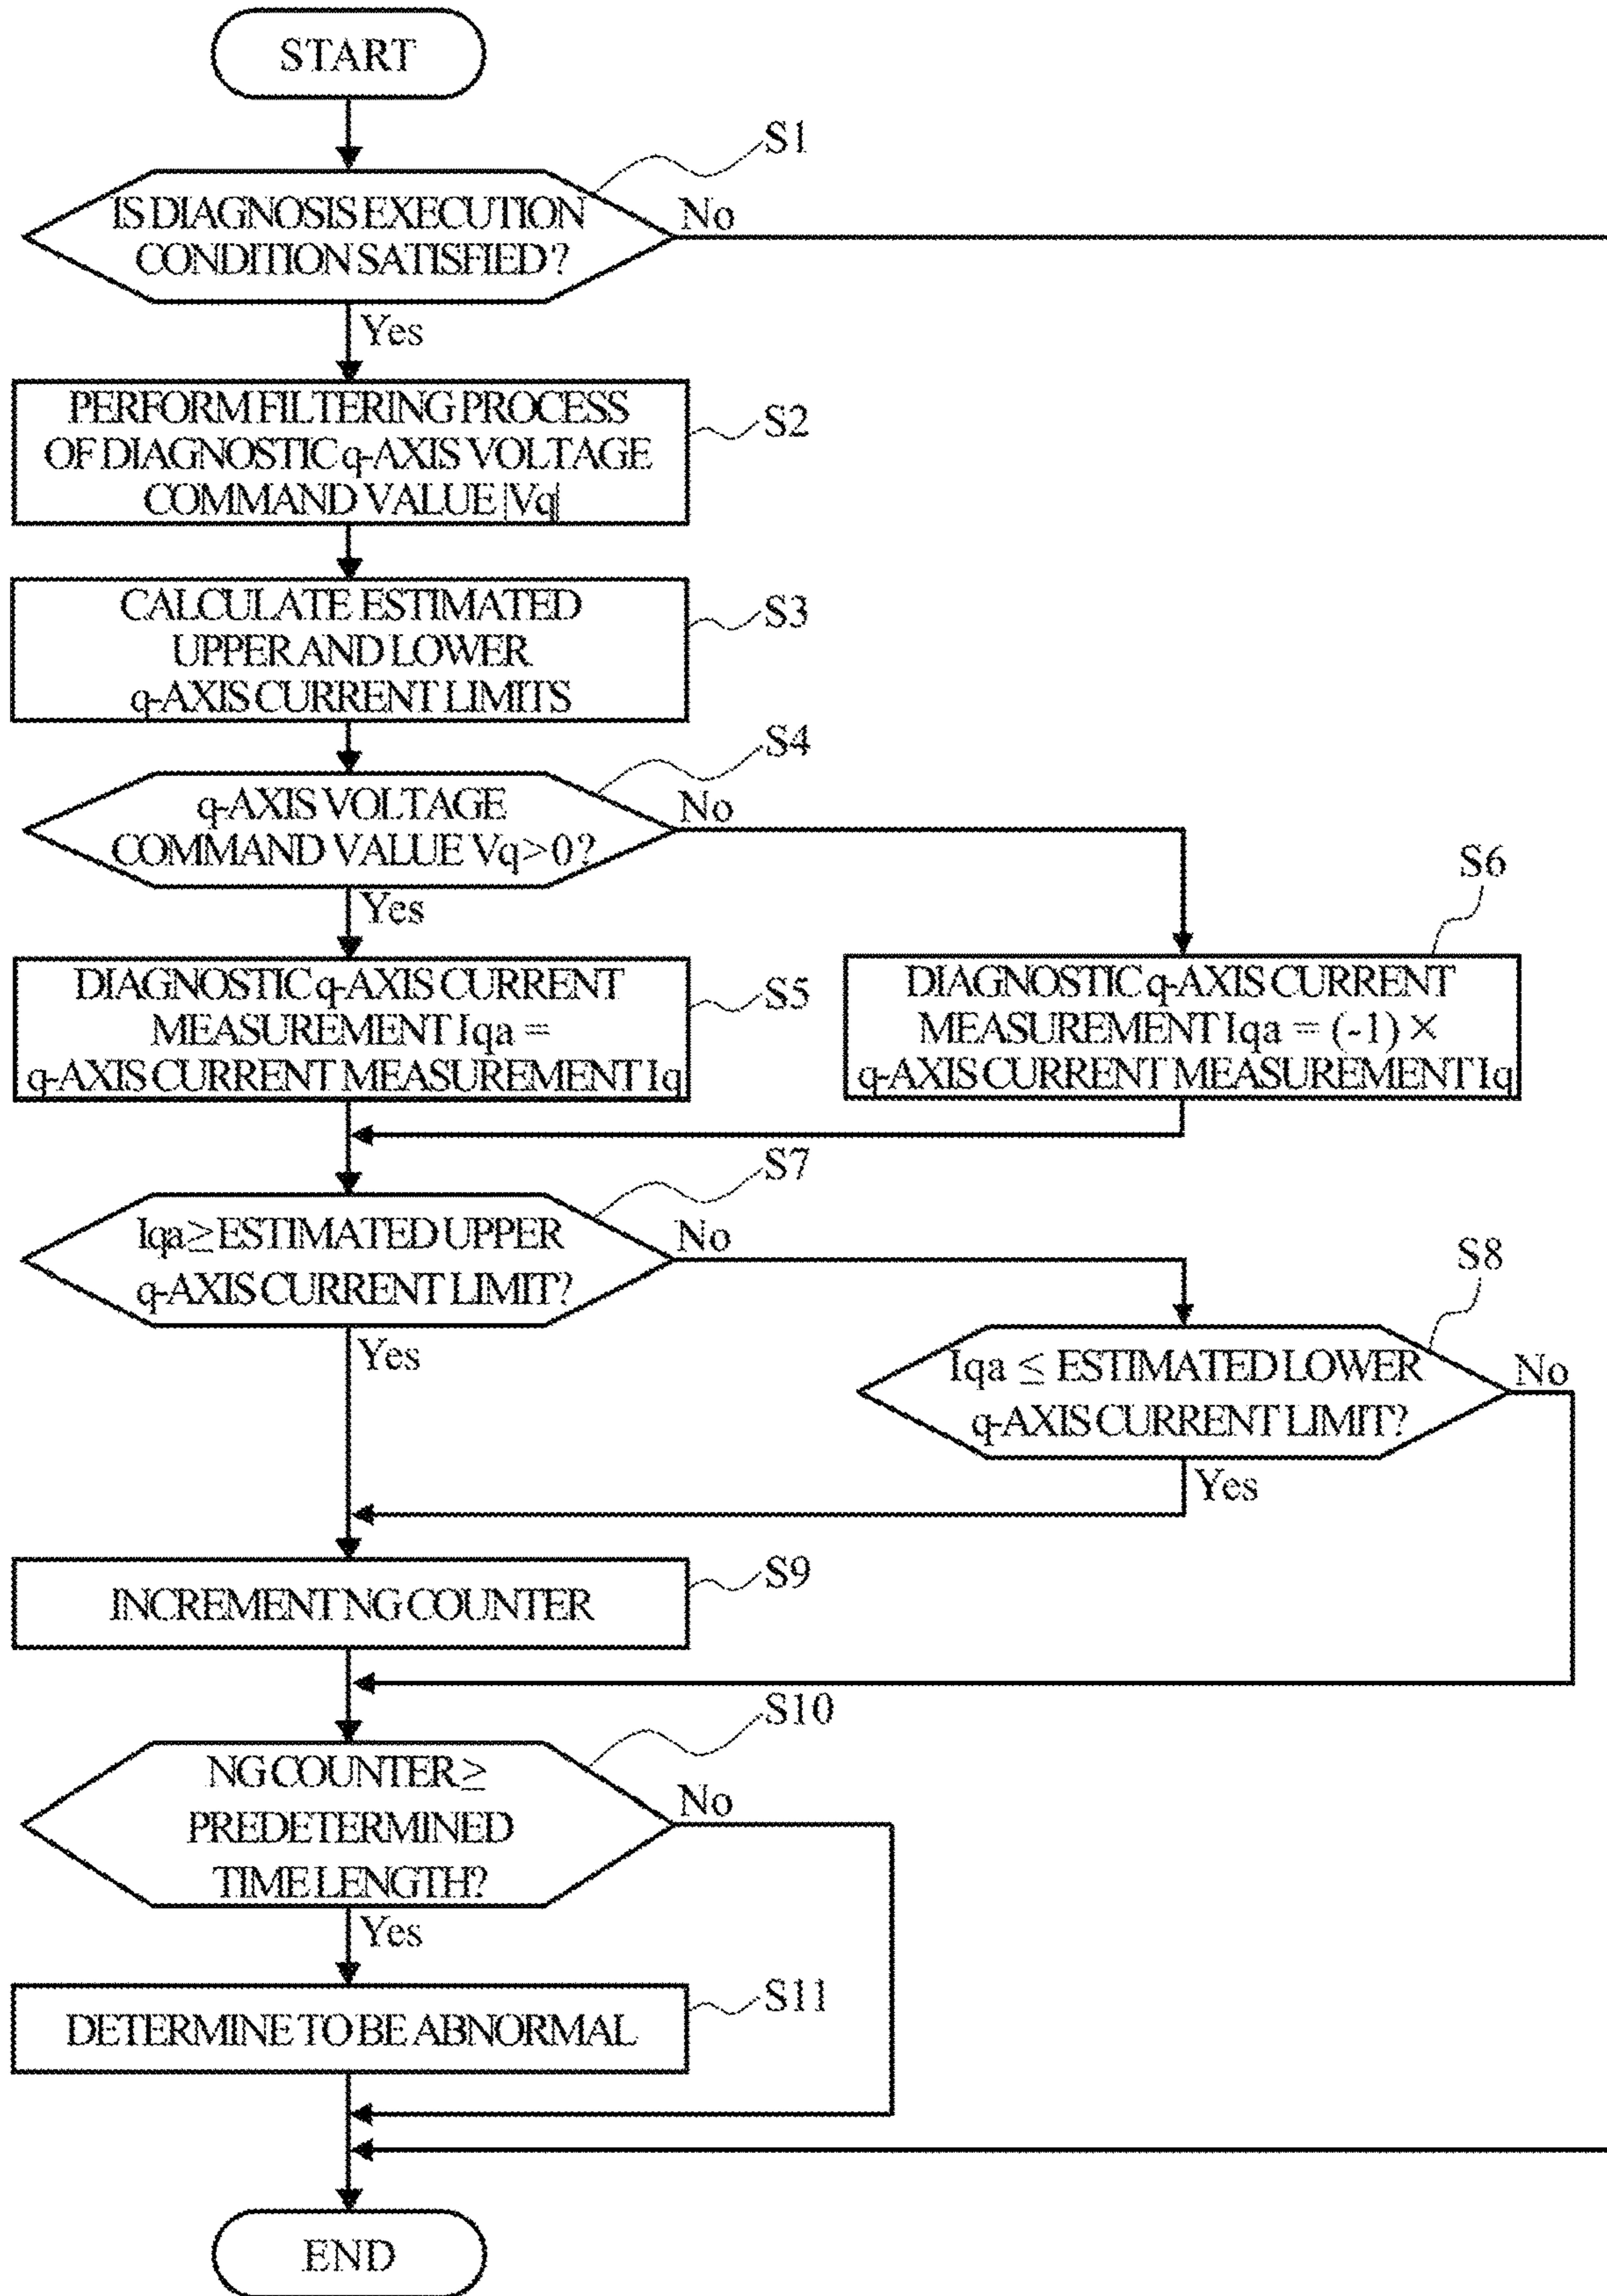 START
S1
IS DIAGNOSIS EXECUTION
CONDITION SATISFIED?
No
Yes
PERFORM FILTERING PROCESS
OF DIAGNOSTIC q-AXIS VOLTAGE
COMMAND VALUE |Vq|
S2
CALCULATE ESTIMATED
UPPER AND LOWER
q-AXIS CURRENT LIMITS
S3
S4
q-AXIS VOLTAGE
COMMAND VALUE Vq>0?
No
Yes
DIAGNOSTIC q-AXIS CURRENT
MEASUREMENT Iqa =
q-AXIS CURRENT MEASUREMENT Iq
S5
S6
DIAGNOSTIC q-AXIS CURRENT
MEASUREMENT Iqa = (-1) ×
q-AXIS CURRENT MEASUREMENT Iq
S7
Iqa≥ESTIMATED UPPER
q-AXIS CURRENT LIMIT?
No
Yes
S8
Iqa ≤ ESTIMATED LOWER
q-AXIS CURRENT LIMIT?
No
Yes
INCREMENT NG COUNTER
S9
S10
NG COUNTER ≥
PREDETERMINED
TIME LENGTH?
No
Yes
DETERMINE TO BE ABNORMAL
S11
END